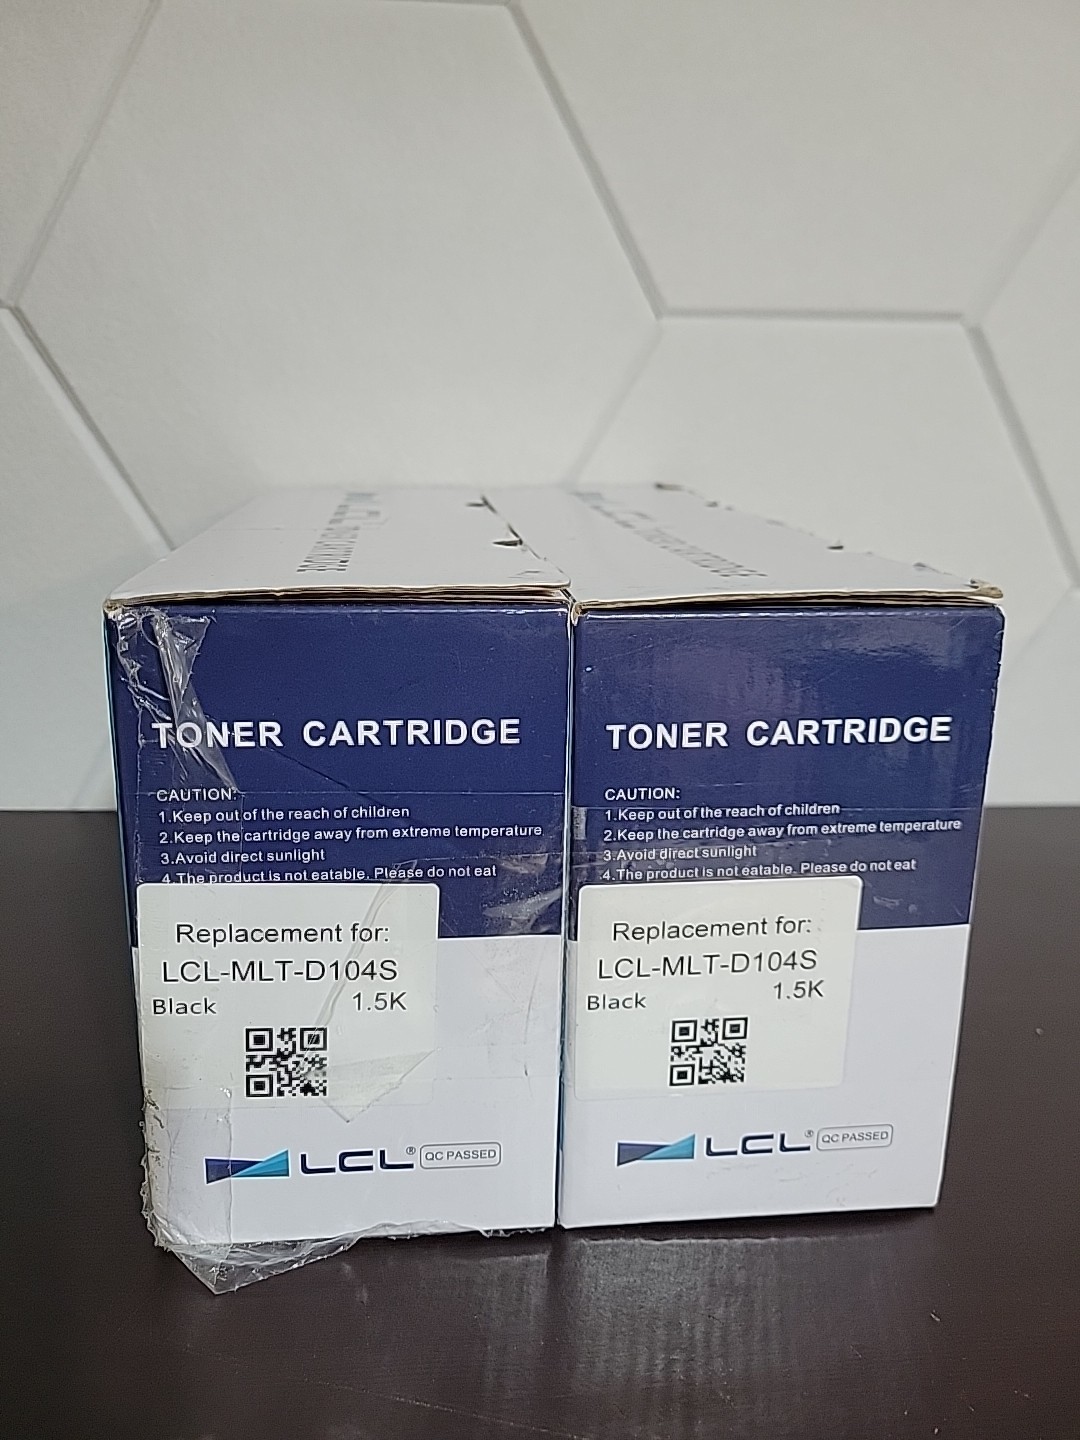 TONER CARTRIDGE
CAUTION:
1.Keep out of the reach of children
2.Keep the cartridge away from extreme temperature
3.Avoid direct sunlight
4.The product is not eatable. Please do not eat
Replacement for:
LCL-MLT-D104S
Black 1.5K
LCL® QC PASSED
TONER CARTRIDGE
CAUTION:
1.Keep out of the reach of children
2.Keep the cartridge away from extreme temperature
3.Avoid direct sunlight
4.The product is not eatable. Please do not eat
Replacement for:
LCL-MLT-D104S
Black 1.5K
LCL® QC PASSED